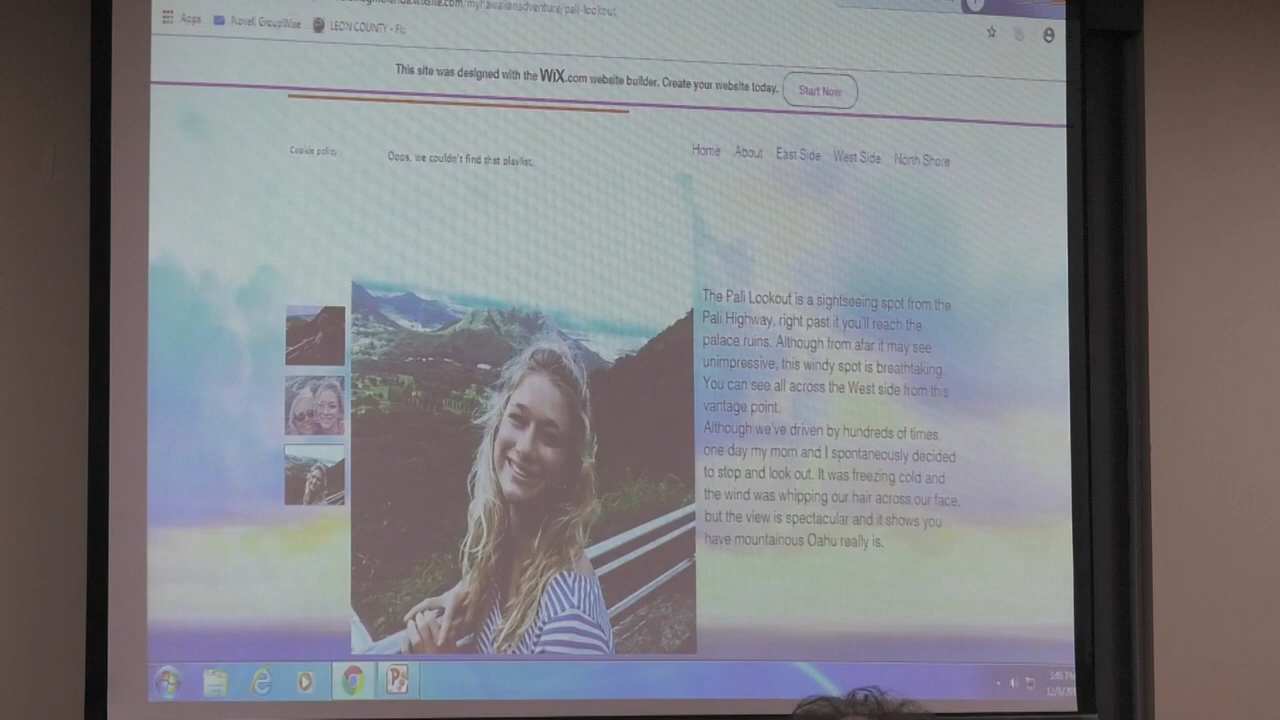 .com/myhawaiianadventure/pali-lookout
Apps Novell GroupWise LEON COUNTY - Flo
This site was designed with the WiX.com website builder. Create your website today. Start Now
Cookie policy
Oops, we couldn't find that playlist.
Home About East Side West Side North Shore
The Pali Lookout is a sightseeing spot from the
Pali Highway, right past it you'll reach the
palace ruins. Although from afar it may see
unimpressive, this windy spot is breathtaking.
You can see all across the West side from this
vantage point.
Although we've driven by hundreds of times,
one day my mom and I spontaneously decided
to stop and look out. It was freezing cold and
the wind was whipping our hair across our face,
but the view is spectacular and it shows you
have mountainous Oahu really is.